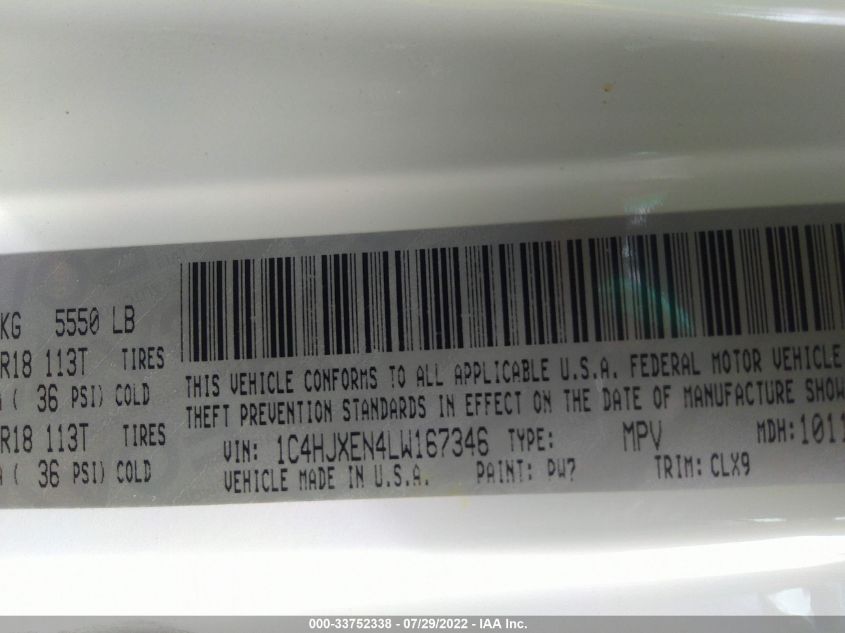 KG 5550 LB
R18 113T TIRES
( 36 PSI) COLD
R18 113T TIRES
( 36 PSI) COLD
THIS VEHICLE CONFORMS TO ALL APPLICABLE U.S.A. FEDERAL MOTOR VEHICLE
THEFT PREVENTION STANDARDS IN EFFECT ON THE DATE OF MANUFACTURE SHOW
VIN: 1C4HJXEN4LW167346 TYPE: MPV MDH: 1011
VEHICLE MADE IN U.S.A. PAINT: PW7 TRIM: CLX9
000-33752338 - 07/29/2022 - IAA Inc.